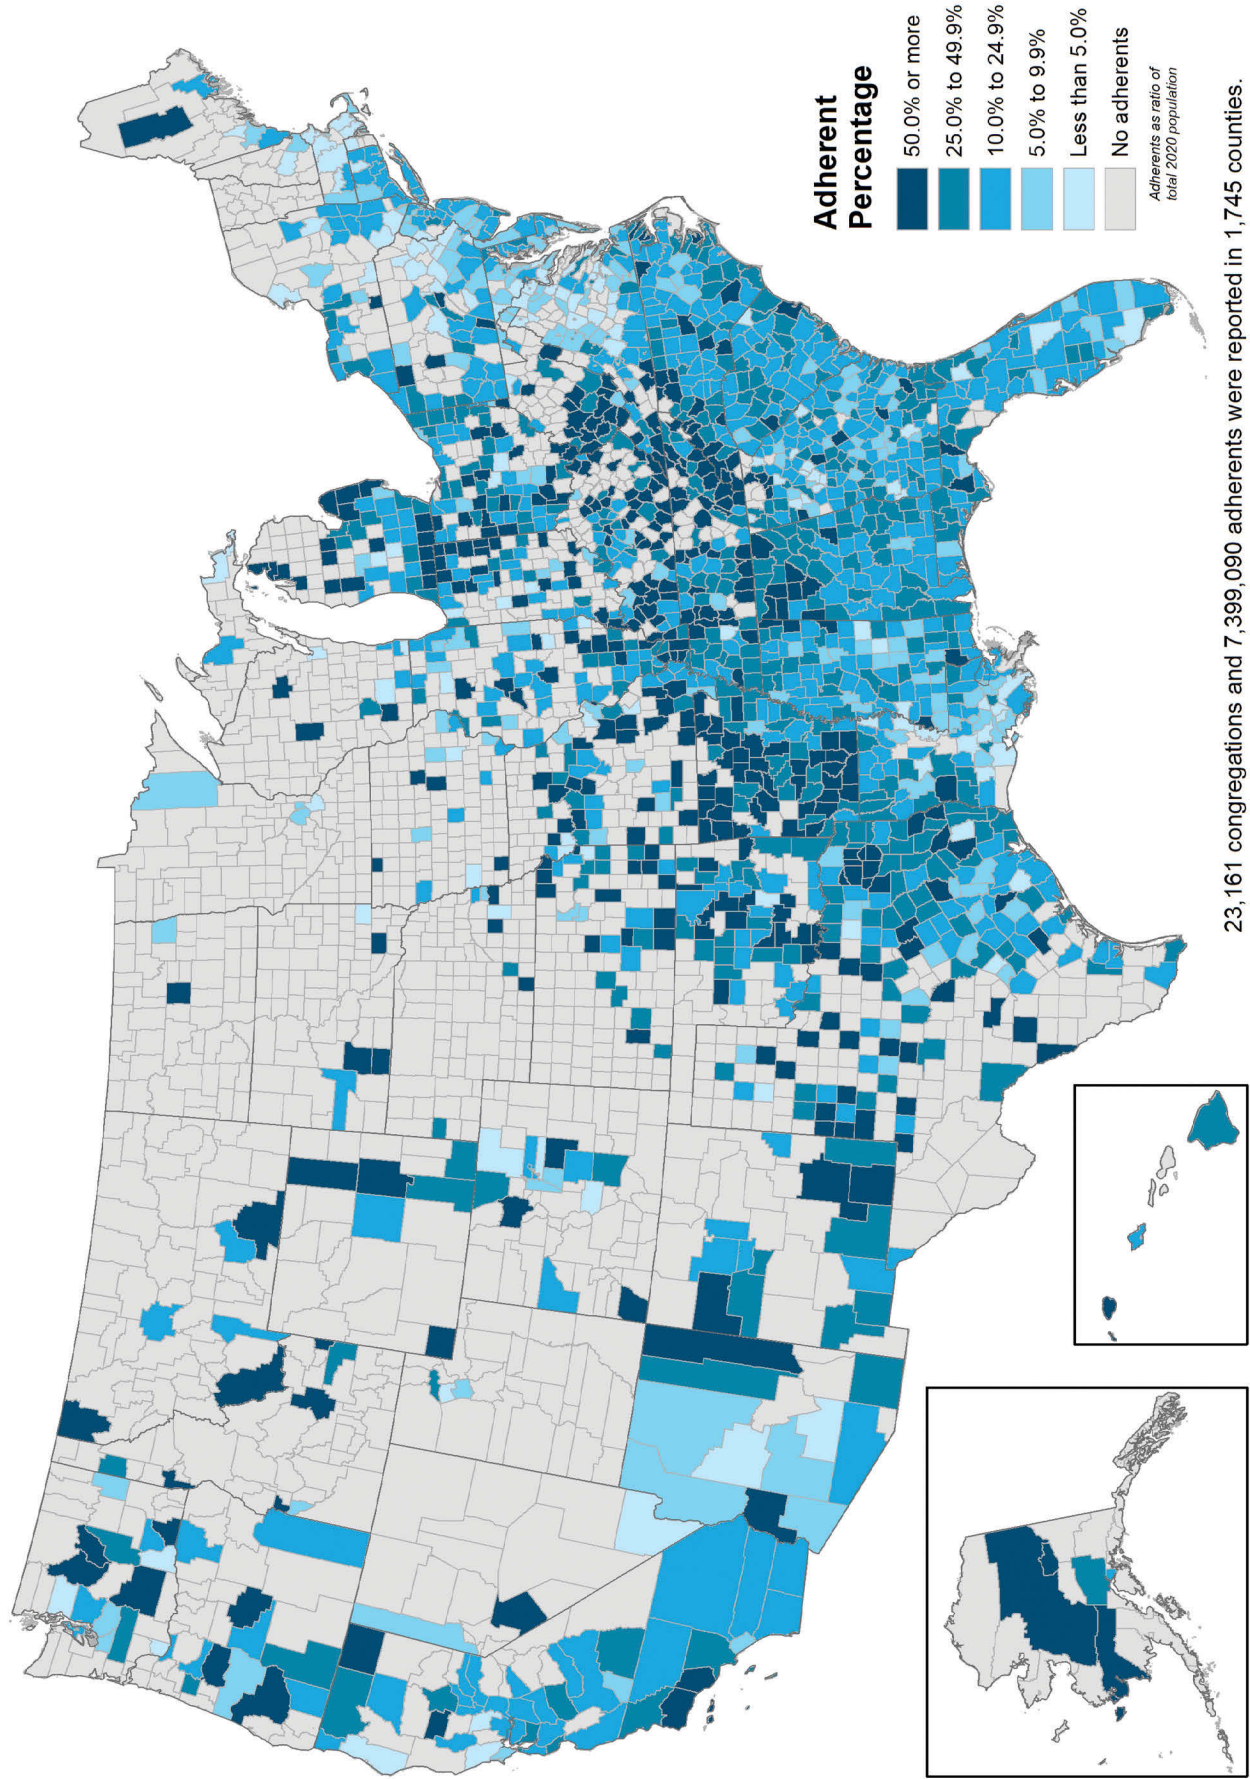 Adherent
Percentage
50.0% or more
25.0% to 49.9%
10.0% to 24.9%
5.0% to 9.9%
Less than 5.0%
No adherents
Adherents as ratio of
total 2020 population
23,161 congregations and 7,399,090 adherents were reported in 1,745 counties.